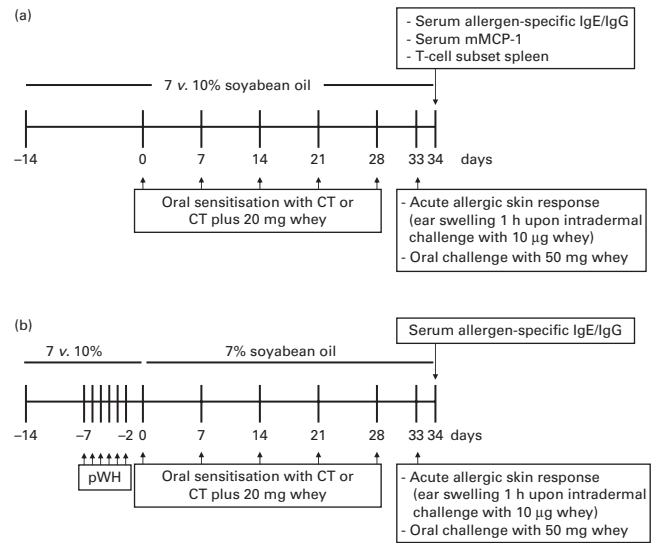 (a)
- Serum allergen-specific IgE/IgG
- Serum mMCP-1
- T-cell subset spleen
7 v. 10% soyabean oil
–14 0 7 14 21 28 33 34 days
Oral sensitisation with CT or
CT plus 20 mg whey
- Acute allergic skin response
(ear swelling 1 h upon intradermal
challenge with 10 μg whey)
- Oral challenge with 50 mg whey
(b)
Serum allergen-specific IgE/IgG
7 v. 10% 7% soyabean oil
–14 –7 –2 0 7 14 21 28 33 34 days
pWH
Oral sensitisation with CT or
CT plus 20 mg whey
- Acute allergic skin response
(ear swelling 1 h upon intradermal
challenge with 10 μg whey)
- Oral challenge with 50 mg whey